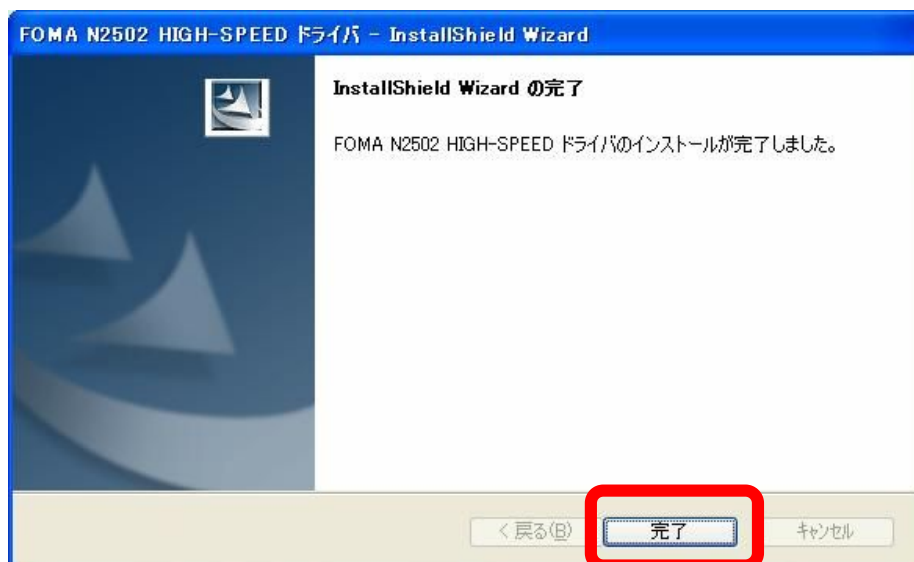 FOMA N2502 HIGH-SPEED ドライバ - InstallShield Wizard
InstallShield Wizard の完了
FOMA N2502 HIGH-SPEED ドライバのインストールが完了しました。
< 戻る(B)
完了
キャンセル